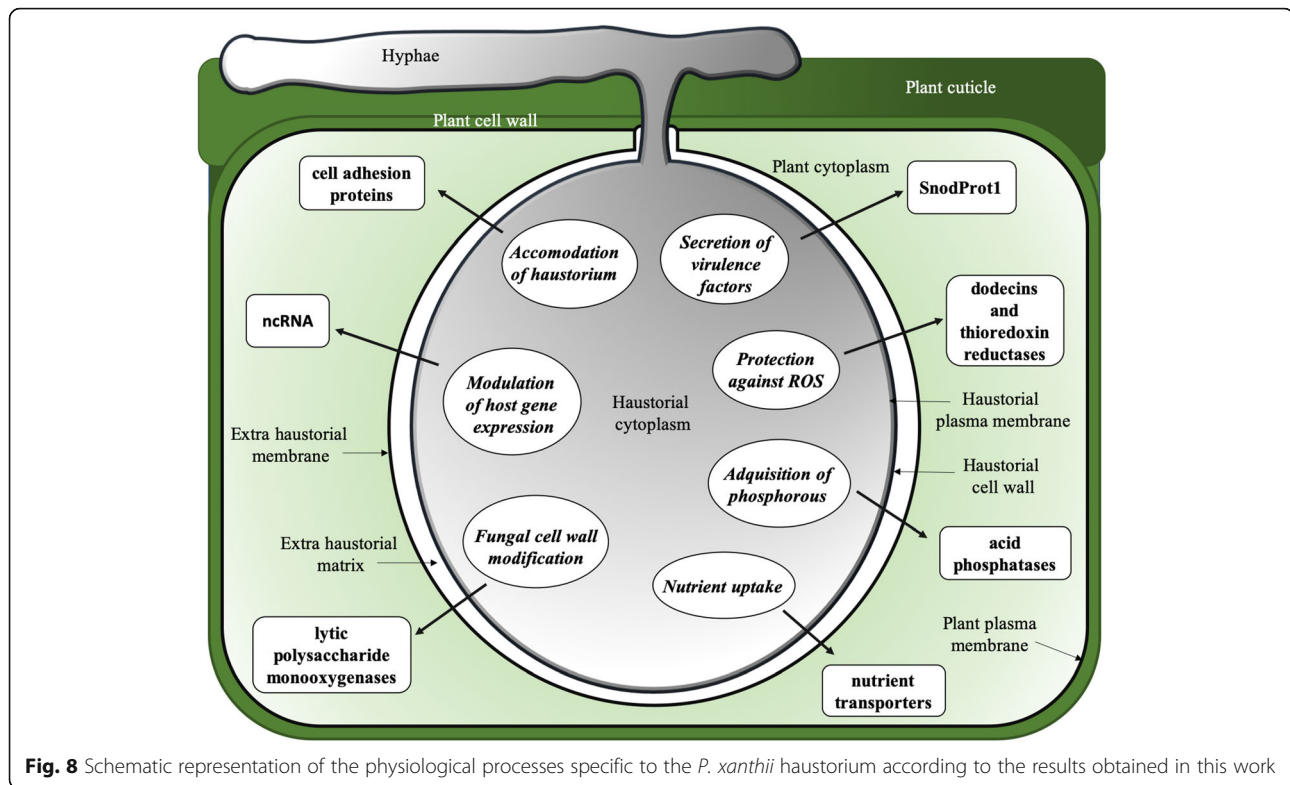 Hyphae
Plant cuticle
Plant cell wall
Plant cytoplasm
cell adhesion
proteins
SnodProt1
Accomodation
of haustorium
Secretion of
virulence
factors
ncRNA
dodecins
and
thioredoxin
reductases
Modulation
of host gene
expression
Protection
against ROS
Haustorial
cytoplasm
Haustorial
plasma membrane
Extra haustorial
membrane
Adquisition of
phosphorous
Haustorial
cell wall
Extra haustorial
matrix
Fungal cell wall
modification
acid
phosphatases
Nutrient uptake
Plant plasma
membrane
lytic
polysaccharide
monooxygenases
nutrient
transporters
Fig. 8 Schematic representation of the physiological processes specific to the P. xanthii haustorium according to the results obtained in this work